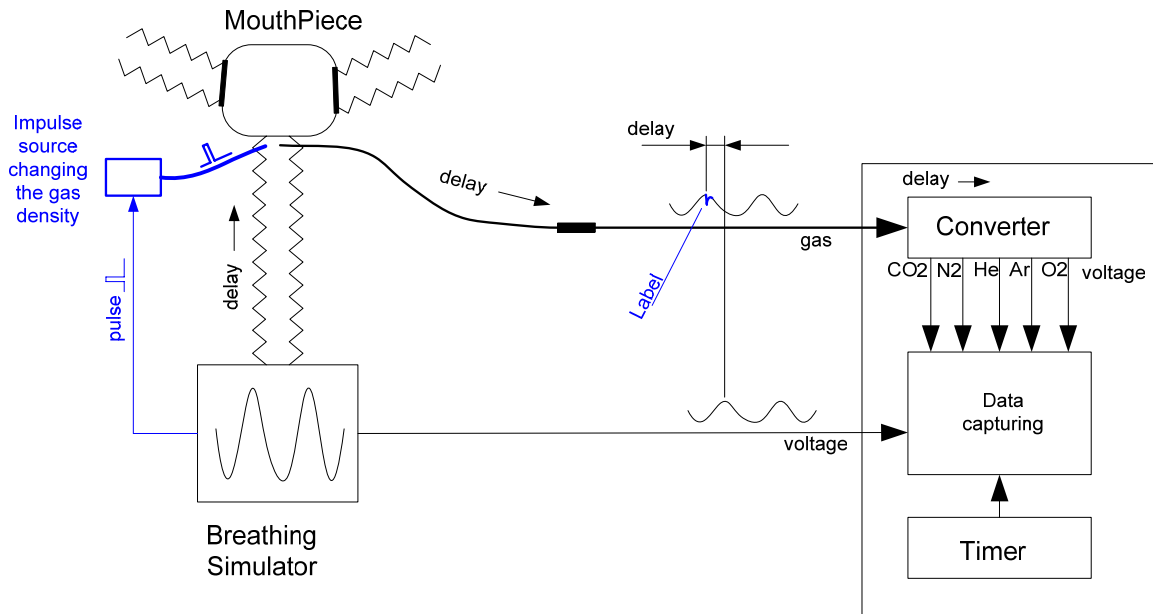 MouthPiece
Impulse
source
changing
the gas
density
delay
delay
delay
delay
Converter
gas
CO2 N2 He Ar O2 voltage
Label
pulse
Data
capturing
voltage
Breathing
Simulator
Timer